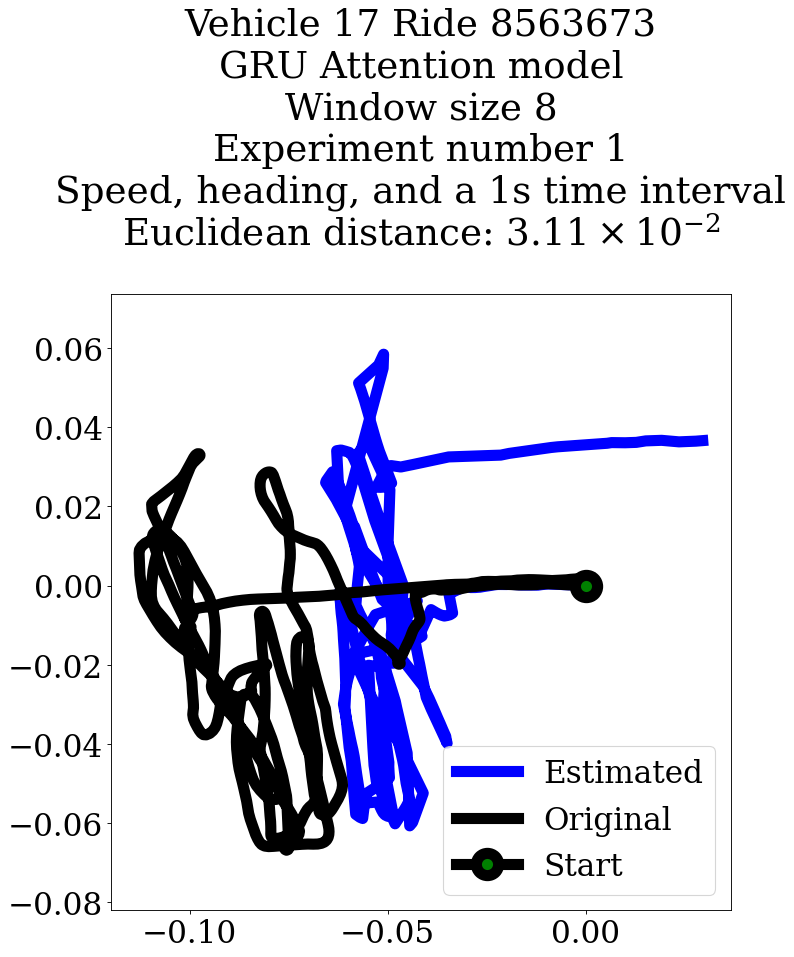 Vehicle 17 Ride 8563673
GRU Attention model
Window size 8
Experiment number 1
Speed, heading, and a 1s time interval
Euclidean distance: 3.11 × 10⁻²
0.06
0.04
0.02
0.00
−0.02
−0.04
−0.06
−0.08
Estimated
Original
Start
−0.10
−0.05
0.00